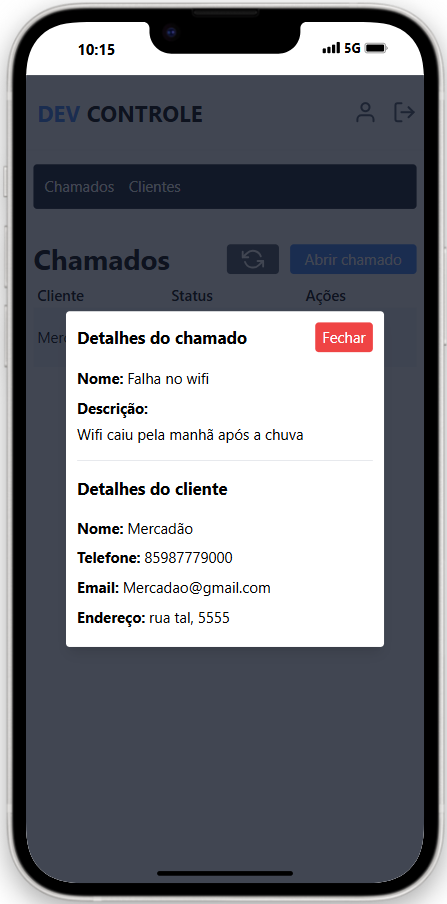 10:15
5G
DEV CONTROLE
Chamados Clientes
Chamados
Abrir chamado
Cliente Status Ações
Detalhes do chamado
Fechar
Nome: Falha no wifi
Descrição:
Wifi caiu pela manhã após a chuva
Detalhes do cliente
Nome: Mercadão
Telefone: 85987779000
Email: Mercadao@gmail.com
Endereço: rua tal, 5555